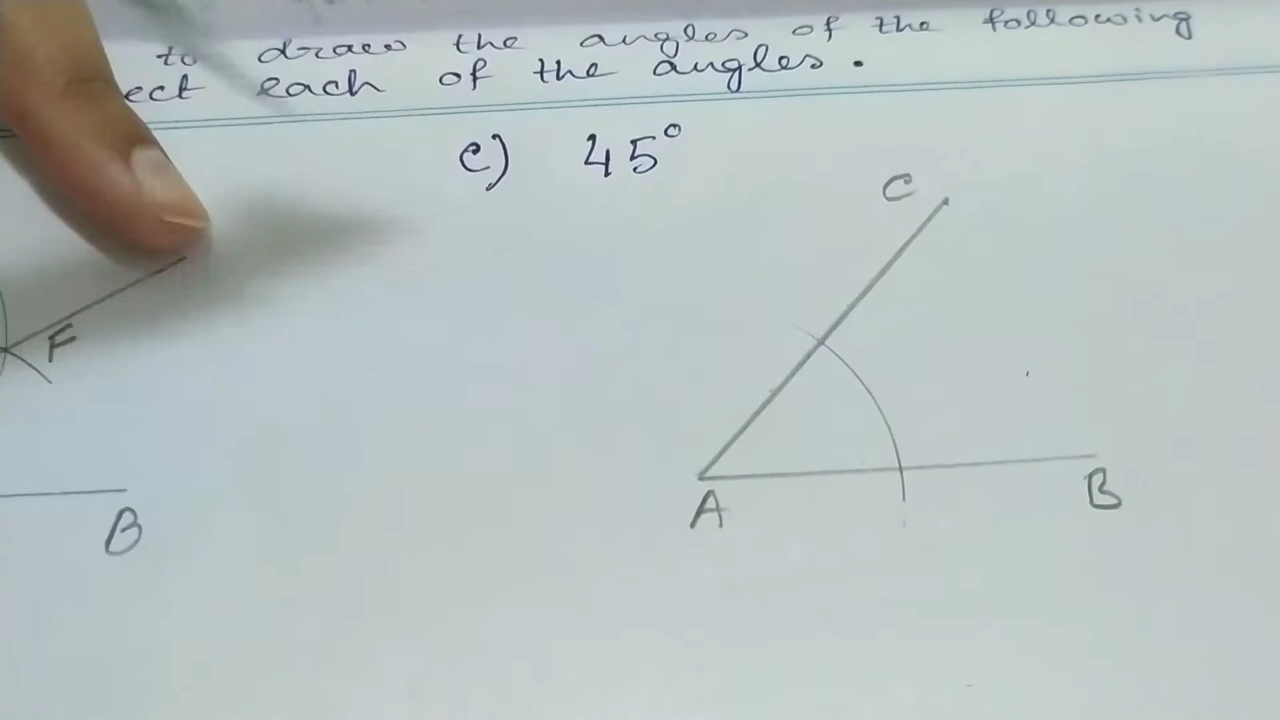 to draw the angles of the following
ect each of the angles.
c) 45°
C
F
A B
B